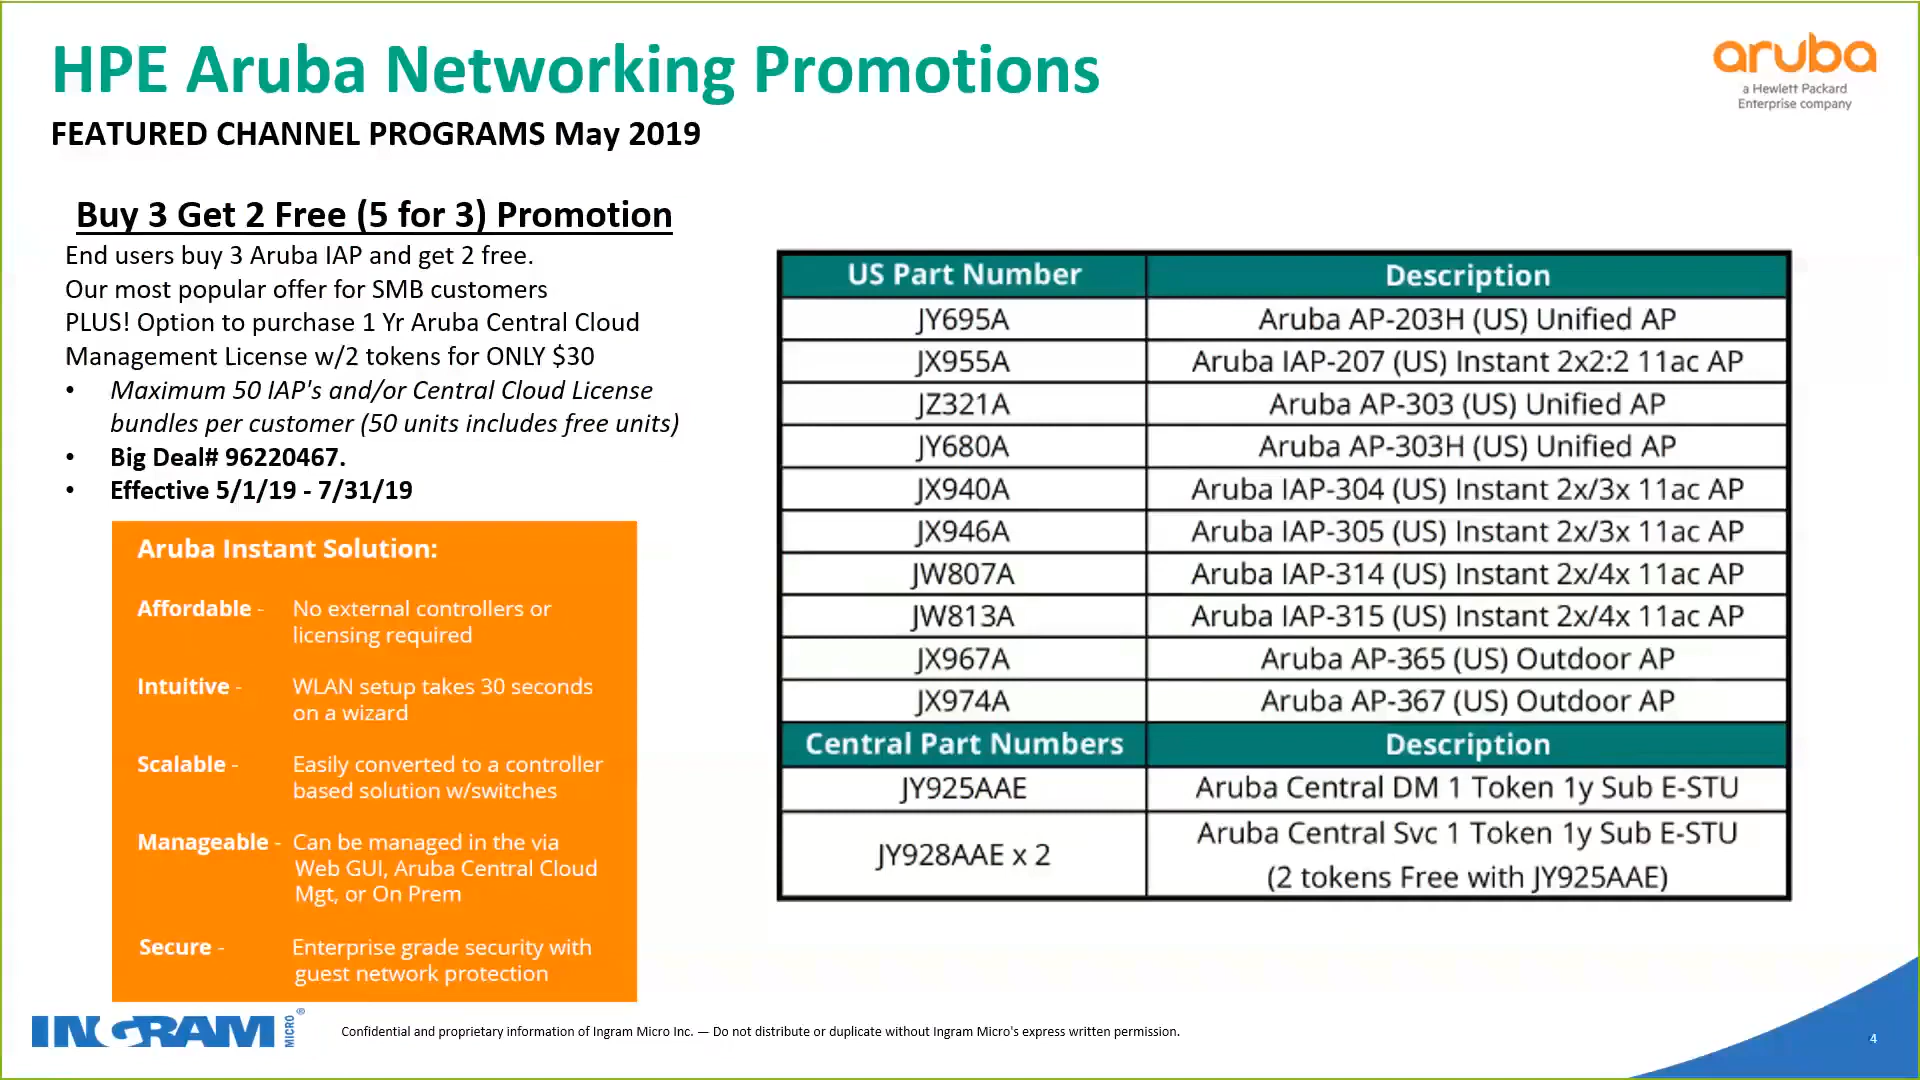 HPE Aruba Networking Promotions
FEATURED CHANNEL PROGRAMS May 2019
aruba
a Hewlett Packard
Enterprise company
Buy 3 Get 2 Free (5 for 3) Promotion
End users buy 3 Aruba IAP and get 2 free.
Our most popular offer for SMB customers
PLUS! Option to purchase 1 Yr Aruba Central Cloud
Management License w/2 tokens for ONLY $30
• Maximum 50 IAP's and/or Central Cloud License
bundles per customer (50 units includes free units)
• Big Deal# 96220467.
• Effective 5/1/19 - 7/31/19
Aruba Instant Solution:
Affordable - No external controllers or
licensing required
Intuitive - WLAN setup takes 30 seconds
on a wizard
Scalable - Easily converted to a controller
based solution w/switches
Manageable - Can be managed in the via
Web GUI, Aruba Central Cloud
Mgt, or On Prem
Secure - Enterprise grade security with
guest network protection
US Part Number Description
JY695A Aruba AP-203H (US) Unified AP
JX955A Aruba IAP-207 (US) Instant 2x2:2 11ac AP
JZ321A Aruba AP-303 (US) Unified AP
JY680A Aruba AP-303H (US) Unified AP
JX940A Aruba IAP-304 (US) Instant 2x/3x 11ac AP
JX946A Aruba IAP-305 (US) Instant 2x/3x 11ac AP
JW807A Aruba IAP-314 (US) Instant 2x/4x 11ac AP
JW813A Aruba IAP-315 (US) Instant 2x/4x 11ac AP
JX967A Aruba AP-365 (US) Outdoor AP
JX974A Aruba AP-367 (US) Outdoor AP
Central Part Numbers Description
JY925AAE Aruba Central DM 1 Token 1y Sub E-STU
JY928AAE x 2 Aruba Central Svc 1 Token 1y Sub E-STU
(2 tokens Free with JY925AAE)
INGRAM MICRO ®
Confidential and proprietary information of Ingram Micro Inc. — Do not distribute or duplicate without Ingram Micro's express written permission.
4